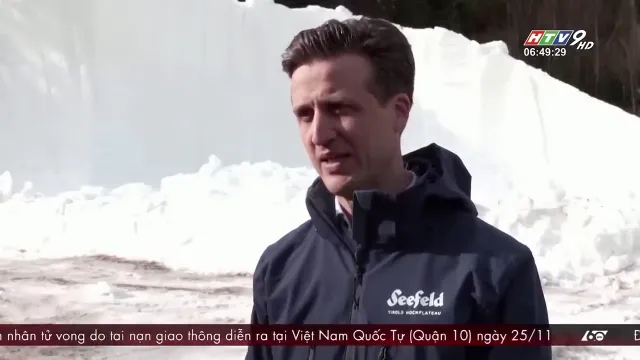 HTV9HD
06:49:29
Seefeld
TIROLS HOCHPLATEAU
nhân tử vong do tai nạn giao thông diễn ra tại Việt Nam Quốc Tự (Quận 10) ngày 25/11